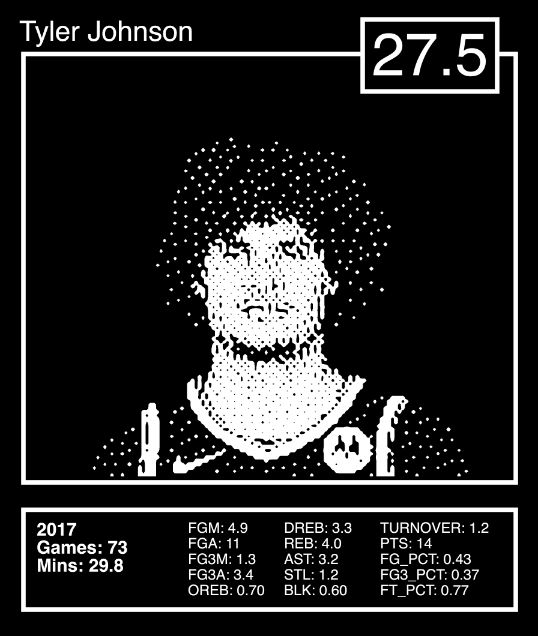 Tyler Johnson
27.5
2017
Games: 73
Mins: 29.8
FGM: 4.9
FGA: 11
FG3M: 1.3
FG3A: 3.4
OREB: 0.70
DREB: 3.3
REB: 4.0
AST: 3.2
STL: 1.2
BLK: 0.60
TURNOVER: 1.2
PTS: 14
FG_PCT: 0.43
FG3_PCT: 0.37
FT_PCT: 0.77